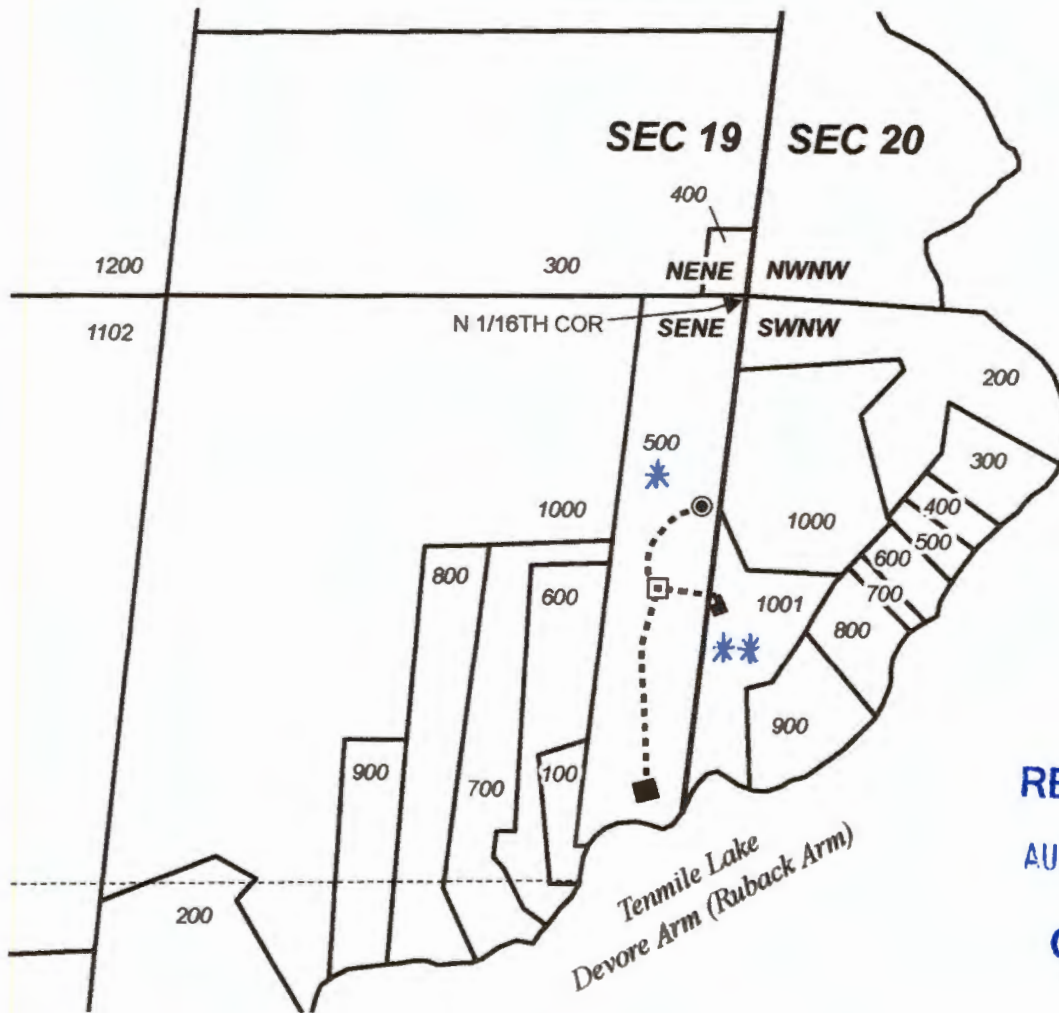 SEC 19 SEC 20
400
1200 300 NENE NWNW
1102 N 1/16TH COR SENE SWNW
200
500 300
1000 1000 400
500
800 600 600
1001 700
800
900 700 100 900
RE
AU
Tenmile Lake
Devore Arm (Ruback Arm)
200